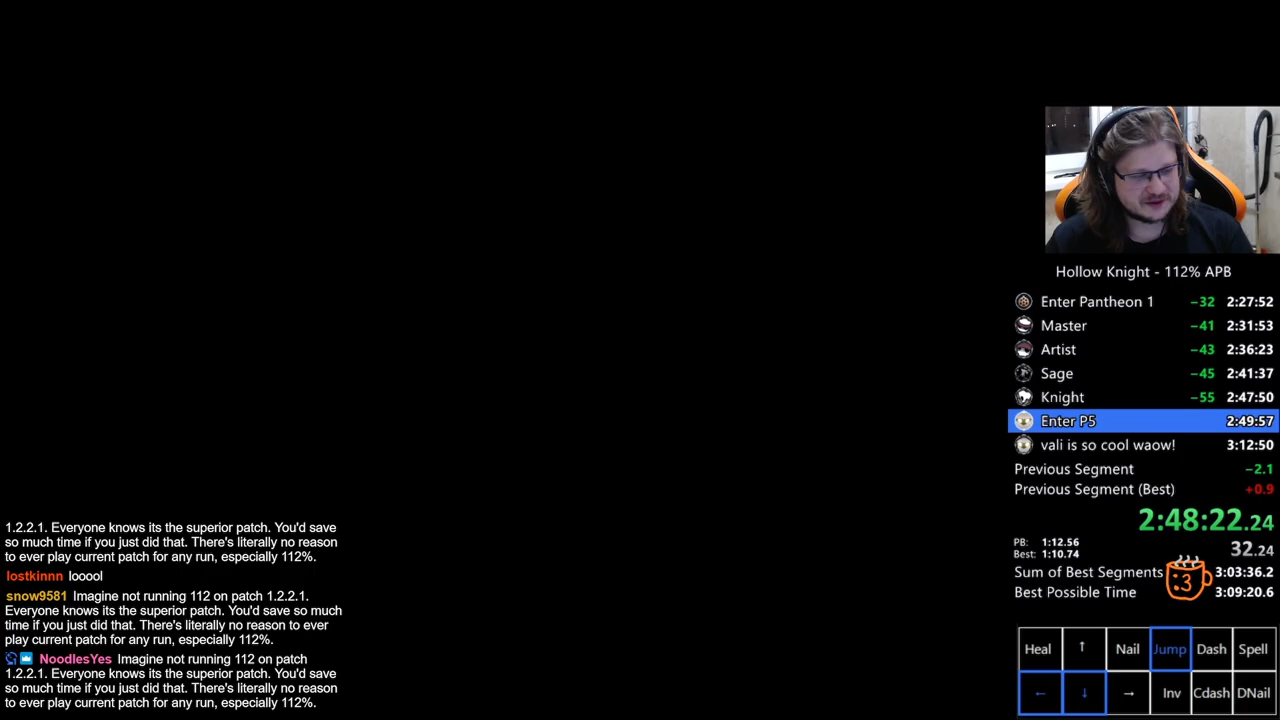 Hollow Knight - 112% APB
Enter Pantheon 1 −32 2:27:52
Master −41 2:31:53
Artist −43 2:36:23
Sage −45 2:41:37
Knight −55 2:47:50
Enter P5 2:49:57
vali is so cool waow! 3:12:50
Previous Segment −2.1
Previous Segment (Best) +0.9
2:48:22.24
PB: 1:12.56
Best: 1:10.74
32.24
Sum of Best Segments 3:03:36.2
Best Possible Time 3:09:20.6
:3
Heal ↑ Nail Jump Dash Spell
← ↓ → Inv Cdash DNail
1.2.2.1. Everyone knows its the superior patch. You'd save
so much time if you just did that. There's literally no reason
to ever play current patch for any run, especially 112%.
lostkinnn looool
snow9581 Imagine not running 112 on patch 1.2.2.1.
Everyone knows its the superior patch. You'd save so much
time if you just did that. There's literally no reason to ever
play current patch for any run, especially 112%.
NoodlesYes Imagine not running 112 on patch
1.2.2.1. Everyone knows its the superior patch. You'd save
so much time if you just did that. There's literally no reason
to ever play current patch for any run, especially 112%.